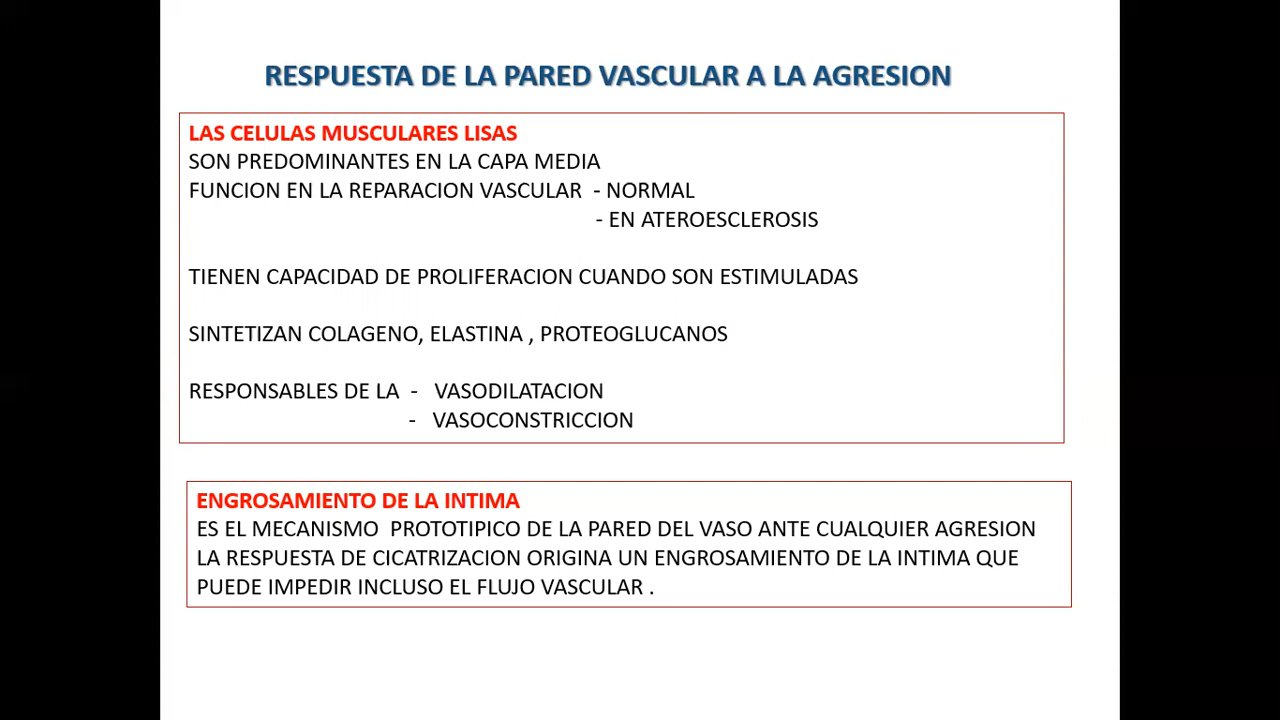 RESPUESTA DE LA PARED VASCULAR A LA AGRESION
LAS CELULAS MUSCULARES LISAS
SON PREDOMINANTES EN LA CAPA MEDIA
FUNCION EN LA REPARACION VASCULAR - NORMAL
- EN ATEROESCLEROSIS
TIENEN CAPACIDAD DE PROLIFERACION CUANDO SON ESTIMULADAS
SINTETIZAN COLAGENO, ELASTINA , PROTEOGLUCANOS
RESPONSABLES DE LA - VASODILATACION
- VASOCONSTRICCION
ENGROSAMIENTO DE LA INTIMA
ES EL MECANISMO PROTOTIPICO DE LA PARED DEL VASO ANTE CUALQUIER AGRESION
LA RESPUESTA DE CICATRIZACION ORIGINA UN ENGROSAMIENTO DE LA INTIMA QUE
PUEDE IMPEDIR INCLUSO EL FLUJO VASCULAR .